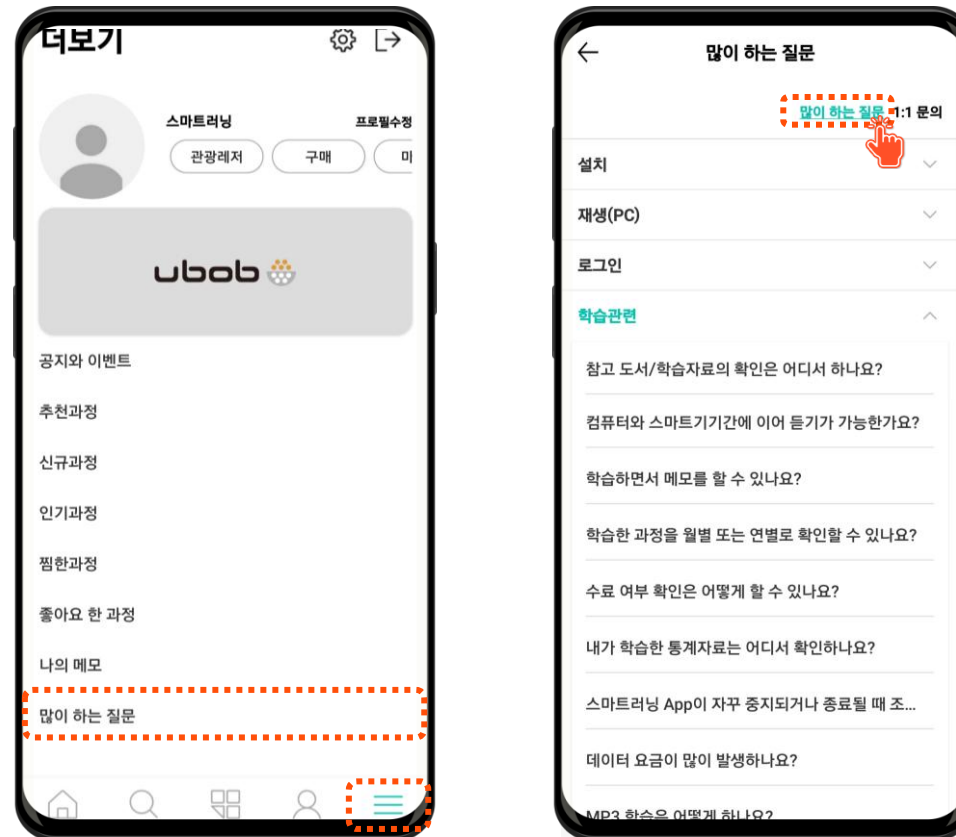 더보기
스마트러닝
프로필수정
관광레저
구매
ubob
공지와 이벤트
추천과정
신규과정
인기과정
찜한과정
좋아요 한 과정
나의 메모
많이 하는 질문
많이 하는 질문
많이 하는 질문
1:1 문의
설치
재생(PC)
로그인
학습관련
참고 도서/학습자료의 확인은 어디서 하나요?
컴퓨터와 스마트기기간에 이어 듣기가 가능한가요?
학습하면서 메모를 할 수 있나요?
학습한 과정을 월별 또는 연별로 확인할 수 있나요?
수료 여부 확인은 어떻게 할 수 있나요?
내가 학습한 통계자료는 어디서 확인하나요?
스마트러닝 App이 자꾸 중지되거나 종료될 때 조...
데이터 요금이 많이 발생하나요?
MP3 학습은 어떻게 하나요?